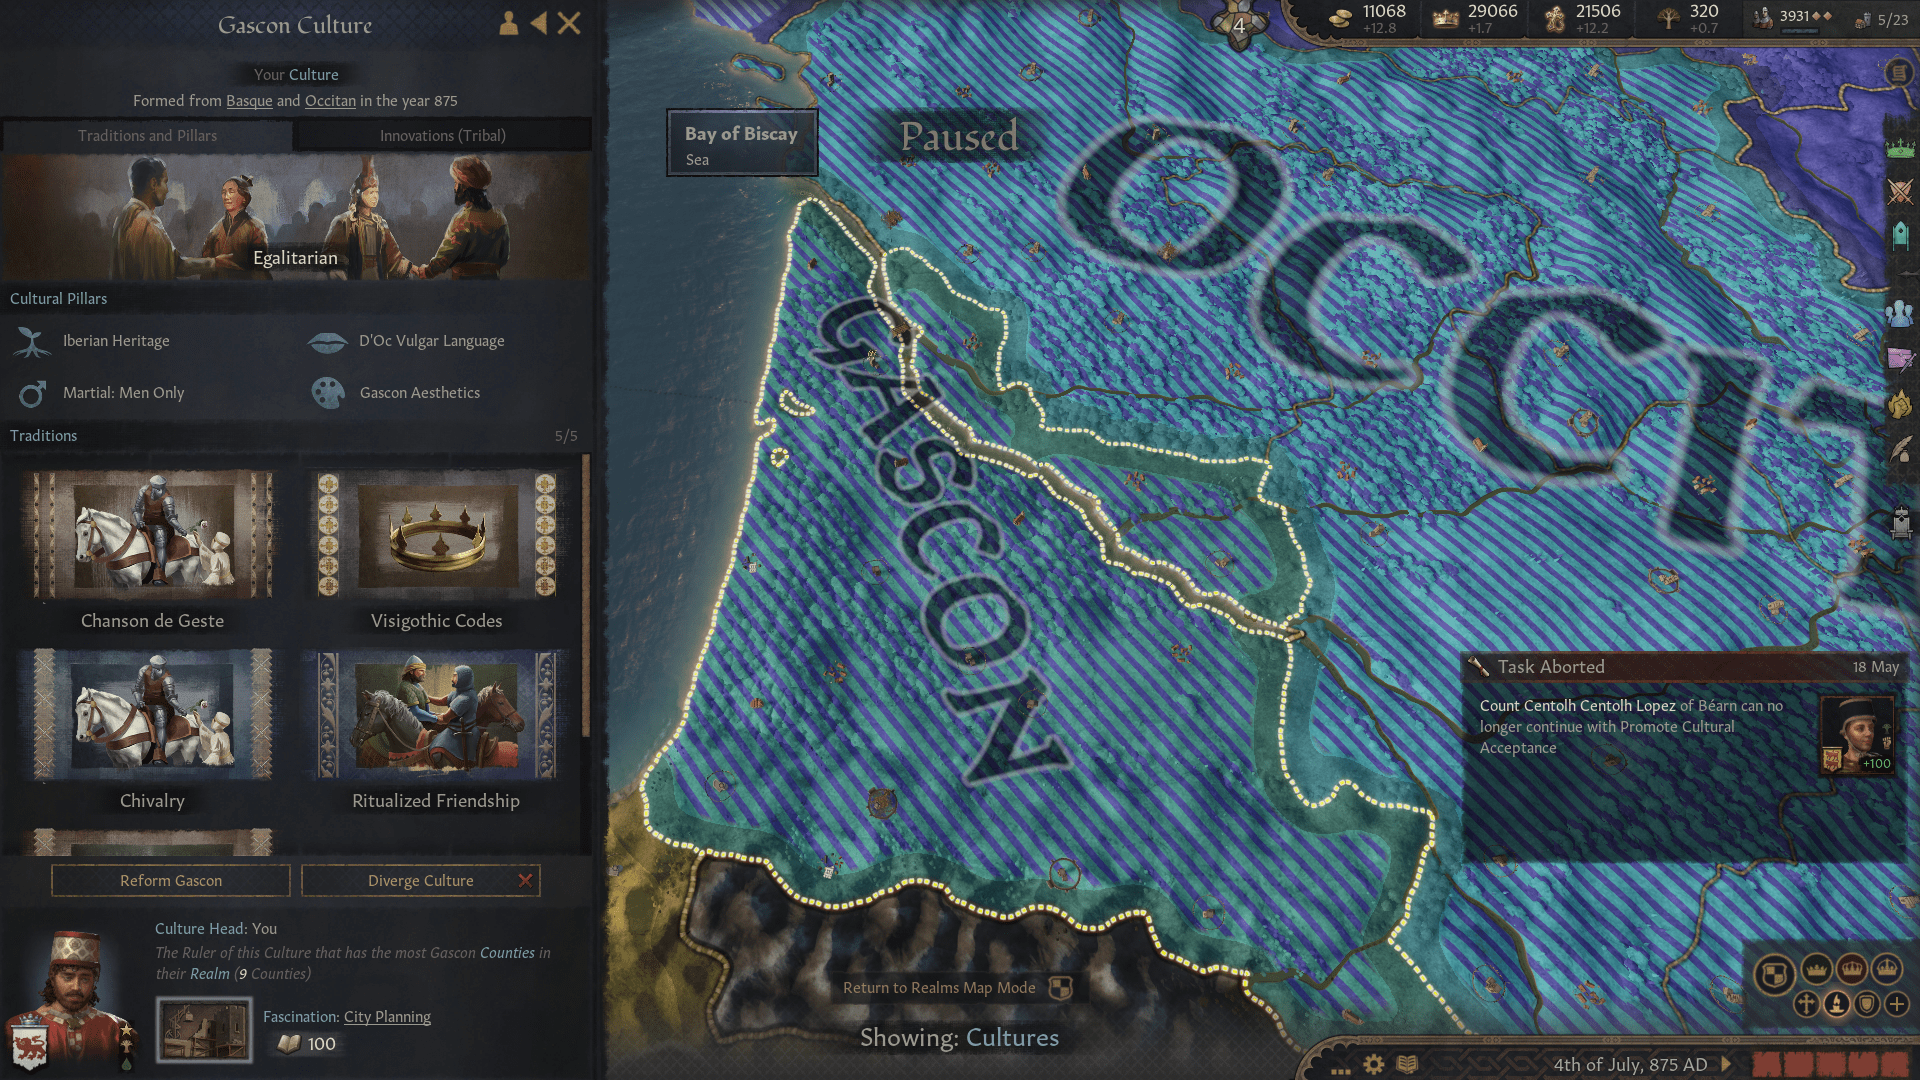 Gascon Culture
Your Culture
Formed from Basque and Occitan in the year 875
Traditions and Pillars
Innovations (Tribal)
Egalitarian
Cultural Pillars
Iberian Heritage
D'Oc Vulgar Language
Martial: Men Only
Gascon Aesthetics
Traditions
5/5
Chanson de Geste
Visigothic Codes
Chivalry
Ritualized Friendship
Reform Gascon
Diverge Culture
Culture Head: You
The Ruler of this Culture that has the most Gascon Counties in
their Realm (9 Counties)
Fascination: City Planning
100
Bay of Biscay
Sea
Paused
4
11068
+12.8
29066
+1.7
21506
+12.2
320
+0.7
3931
5/23
GASCON
Task Aborted
18 May
Count Centolh Centolh Lopez of Béarn can no
longer continue with Promote Cultural
Acceptance
+100
Return to Realms Map Mode
Showing: Cultures
4th of July, 875 AD